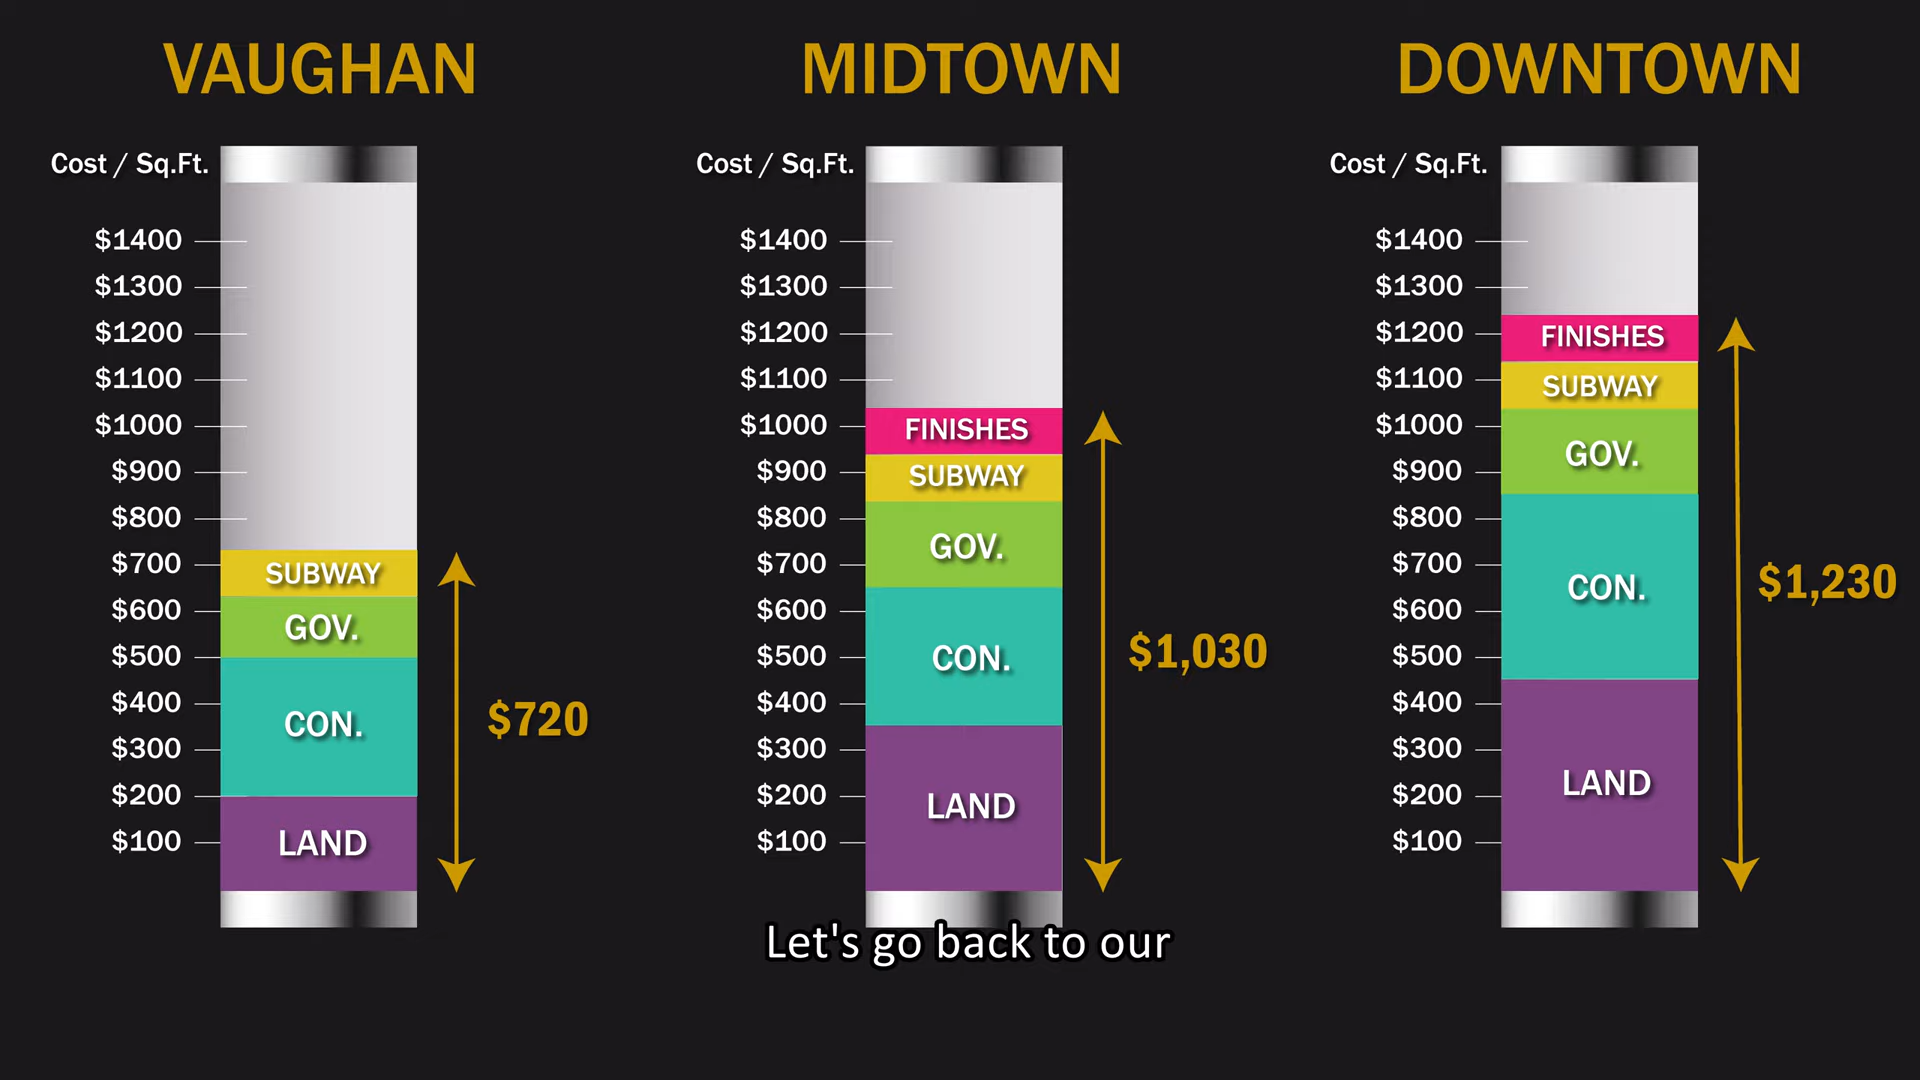 VAUGHAN
Cost / Sq.Ft.
$1400
$1300
$1200
$1100
$1000
$900
$800
$700
$600
$500
$400
$300
$200
$100
SUBWAY
GOV.
CON.
LAND
$720
MIDTOWN
Cost / Sq.Ft.
$1400
$1300
$1200
$1100
$1000
$900
$800
$700
$600
$500
$400
$300
$200
$100
FINISHES
SUBWAY
GOV.
CON.
LAND
$1,030
DOWNTOWN
Cost / Sq.Ft.
$1400
$1300
$1200
$1100
$1000
$900
$800
$700
$600
$500
$400
$300
$200
$100
FINISHES
SUBWAY
GOV.
CON.
LAND
$1,230
Let's go back to our